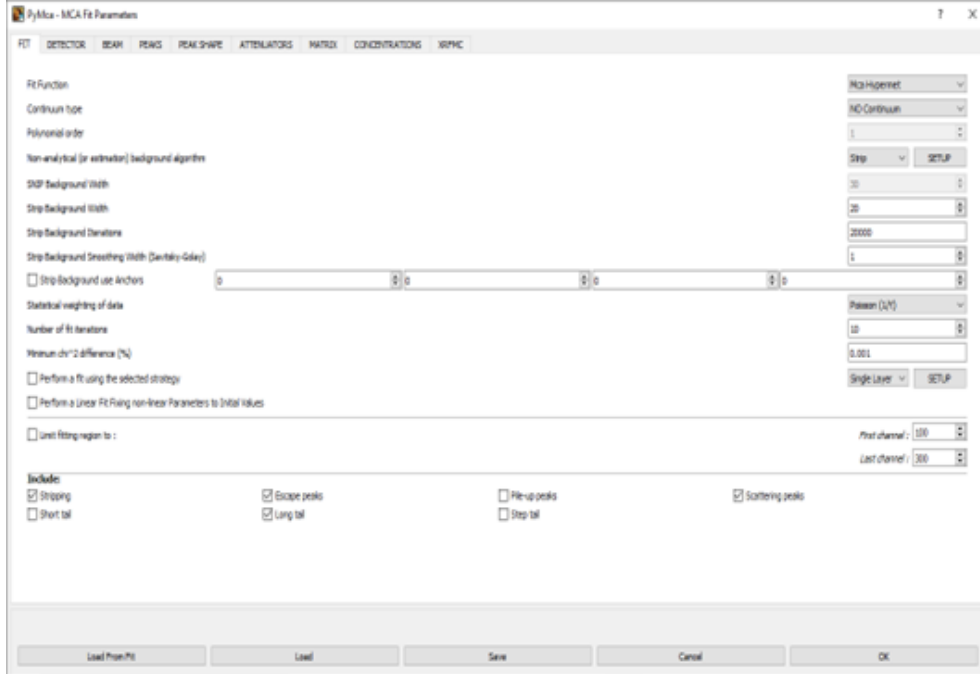 PyMca - MCA Fit Parameters ? X
FIT DETECTOR BEAM PEAKS PEAK SHAPE ATTENUATORS MATRIX CONCENTRATIONS XRFMC
Fit Function Mca Hypermet
Continuum type NO Continuum
Polynomial order 1
Non-analytical (or estimation) background algorithm Strip SETUP
SNIP Background Width 30
Strip Background Width 20
Strip Background Iterations 20000
Strip Background Smoothing Width (Savitsky-Golay) 1
Strip Background use Anchors 0 0 0 0
Statistical weighting of data Poisson (1/Y)
Number of fit iterations 10
Minimum chi^2 difference (%) 0.001
Perform a fit using the selected strategy Single Layer SETUP
Perform a Linear Fit Fixing non-linear Parameters to Initial Values
Limit fitting region to : First channel : 100
Last channel : 300
Include:
Stripping Escape peaks Pile-up peaks Scattering peaks
Short tail Long tail Step tail
Load From Fit Load Save Cancel OK